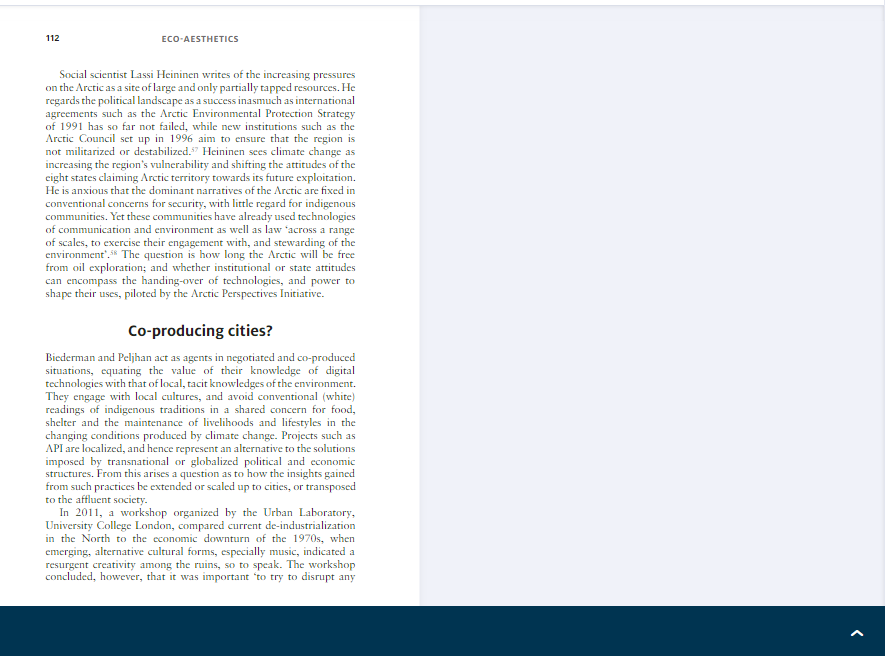 112
ECO-AESTHETICS
Social scientist Lassi Heininen writes of the increasing pressures
on the Arctic as a site of large and only partially tapped resources. He
regards the political landscape as a success inasmuch as international
agreements such as the Arctic Environmental Protection Strategy
of 1991 has so far not failed, while new institutions such as the
Arctic Council set up in 1996 aim to ensure that the region is
not militarized or destabilized.⁵⁷ Heininen sees climate change as
increasing the region's vulnerability and shifting the attitudes of the
eight states claiming Arctic territory towards its future exploitation.
He is anxious that the dominant narratives of the Arctic are fixed in
conventional concerns for security, with little regard for indigenous
communities. Yet these communities have already used technologies
of communication and environment as well as law ‘across a range
of scales, to exercise their engagement with, and stewarding of the
environment’.⁵⁸ The question is how long the Arctic will be free
from oil exploration; and whether institutional or state attitudes
can encompass the handing-over of technologies, and power to
shape their uses, piloted by the Arctic Perspectives Initiative.
Co-producing cities?
Biederman and Peljhan act as agents in negotiated and co-produced
situations, equating the value of their knowledge of digital
technologies with that of local, tacit knowledges of the environment.
They engage with local cultures, and avoid conventional (white)
readings of indigenous traditions in a shared concern for food,
shelter and the maintenance of livelihoods and lifestyles in the
changing conditions produced by climate change. Projects such as
API are localized, and hence represent an alternative to the solutions
imposed by transnational or globalized political and economic
structures. From this arises a question as to how the insights gained
from such practices be extended or scaled up to cities, or transposed
to the affluent society.
In 2011, a workshop organized by the Urban Laboratory,
University College London, compared current de-industrialization
in the North to the economic downturn of the 1970s, when
emerging, alternative cultural forms, especially music, indicated a
resurgent creativity among the ruins, so to speak. The workshop
concluded, however, that it was important ‘to try to disrupt any